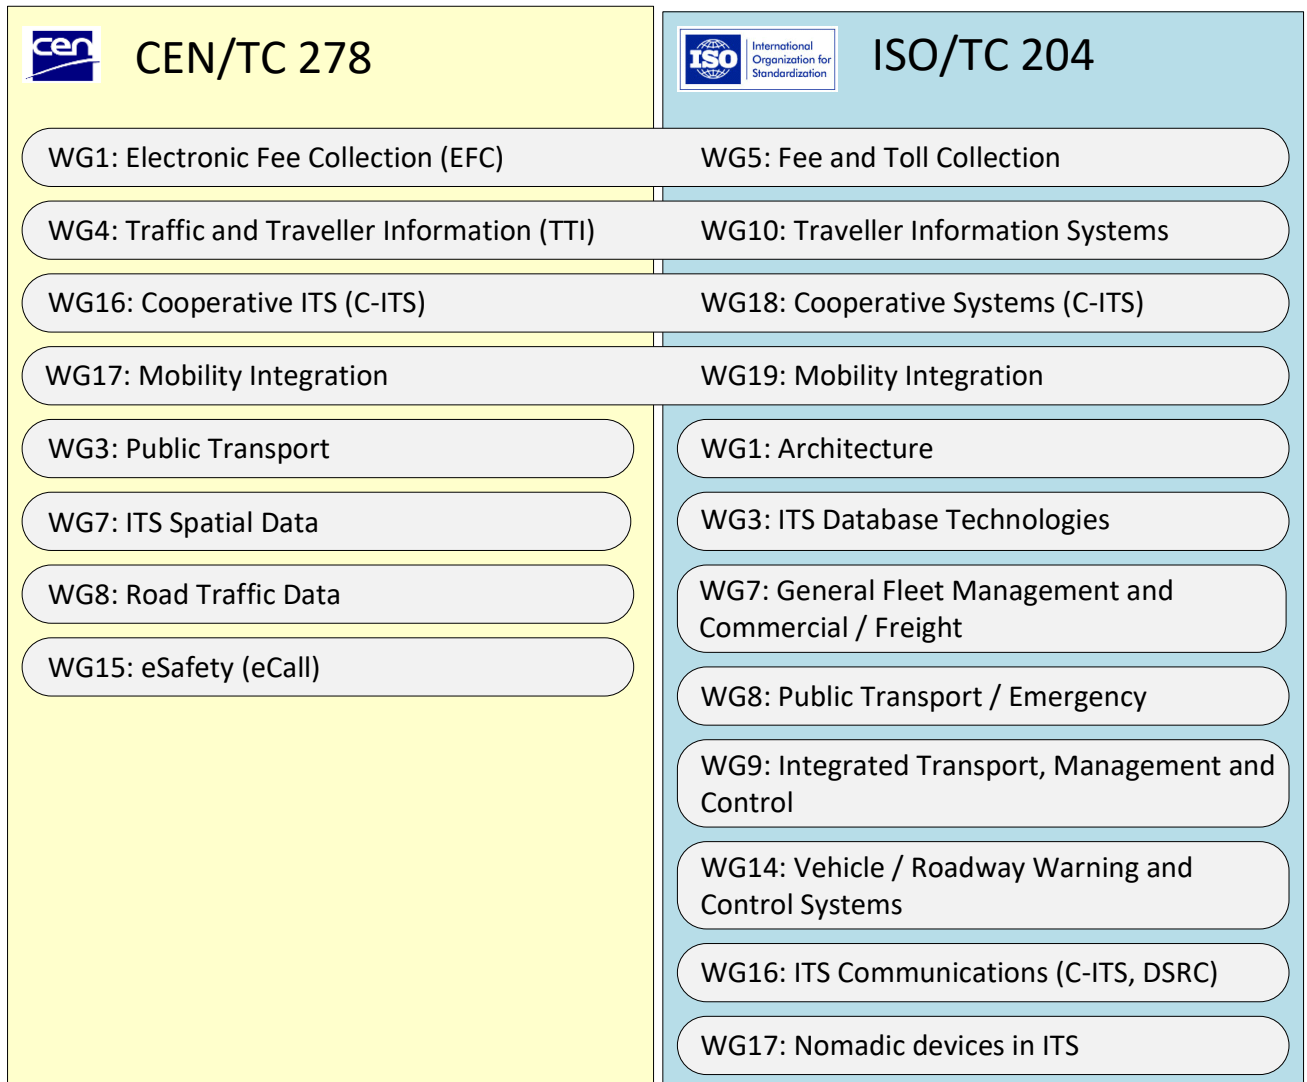 cen
CEN/TC 278
ISO
International
Organization for
Standardization
ISO/TC 204
WG1: Electronic Fee Collection (EFC)
WG5: Fee and Toll Collection
WG4: Traffic and Traveller Information (TTI)
WG10: Traveller Information Systems
WG16: Cooperative ITS (C-ITS)
WG18: Cooperative Systems (C-ITS)
WG17: Mobility Integration
WG19: Mobility Integration
WG3: Public Transport
WG7: ITS Spatial Data
WG8: Road Traffic Data
WG15: eSafety (eCall)
WG1: Architecture
WG3: ITS Database Technologies
WG7: General Fleet Management and
Commercial / Freight
WG8: Public Transport / Emergency
WG9: Integrated Transport, Management and
Control
WG14: Vehicle / Roadway Warning and
Control Systems
WG16: ITS Communications (C-ITS, DSRC)
WG17: Nomadic devices in ITS